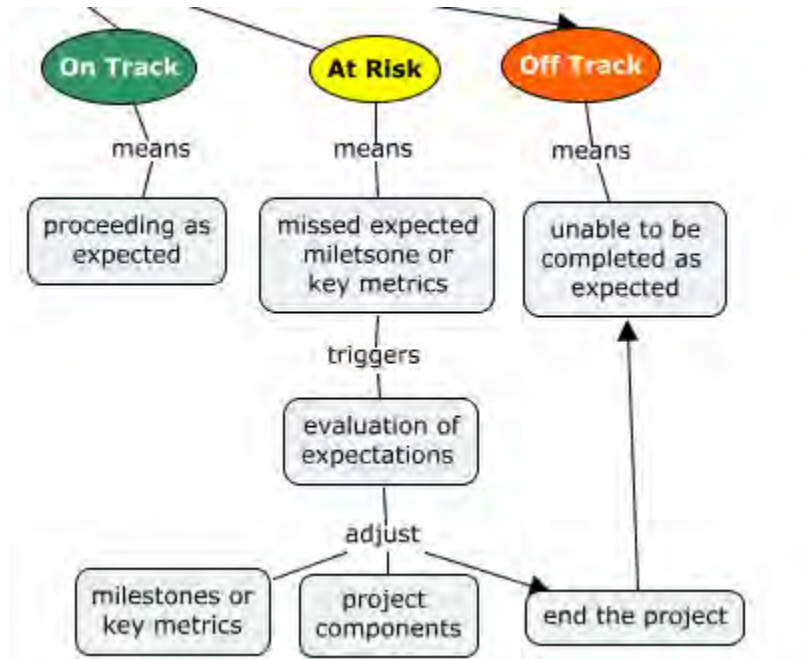 On Track
At Risk
Off Track
means
means
means
proceeding as
expected
missed expected
miletsone or
key metrics
unable to be
completed as
expected
triggers
evaluation of
expectations
adjust
milestones or
key metrics
project
components
end the project